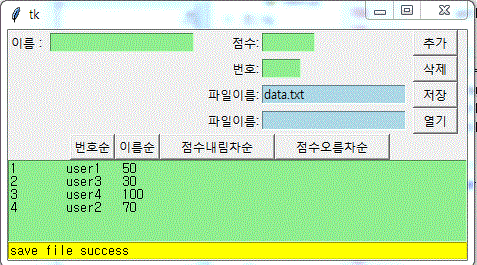 tk
이름 : 점수: 추가
번호: 삭제
파일이름: data.txt 저장
파일이름: 열기
번호순 이름순 점수내림차순 점수오름차순
1 user1 50
2 user3 30
3 user4 100
4 user2 70
save file success